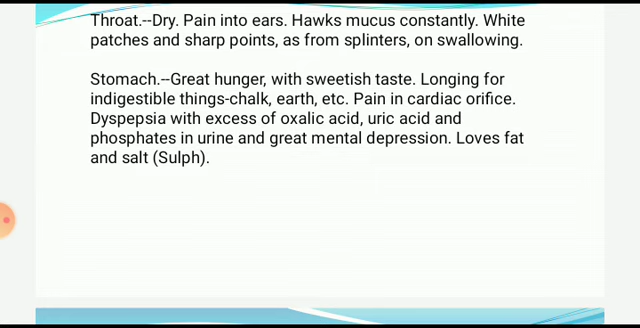 Throat.--Dry. Pain into ears. Hawks mucus constantly. White
patches and sharp points, as from splinters, on swallowing.
Stomach.--Great hunger, with sweetish taste. Longing for
indigestible things-chalk, earth, etc. Pain in cardiac orifice.
Dyspepsia with excess of oxalic acid, uric acid and
phosphates in urine and great mental depression. Loves fat
and salt (Sulph).